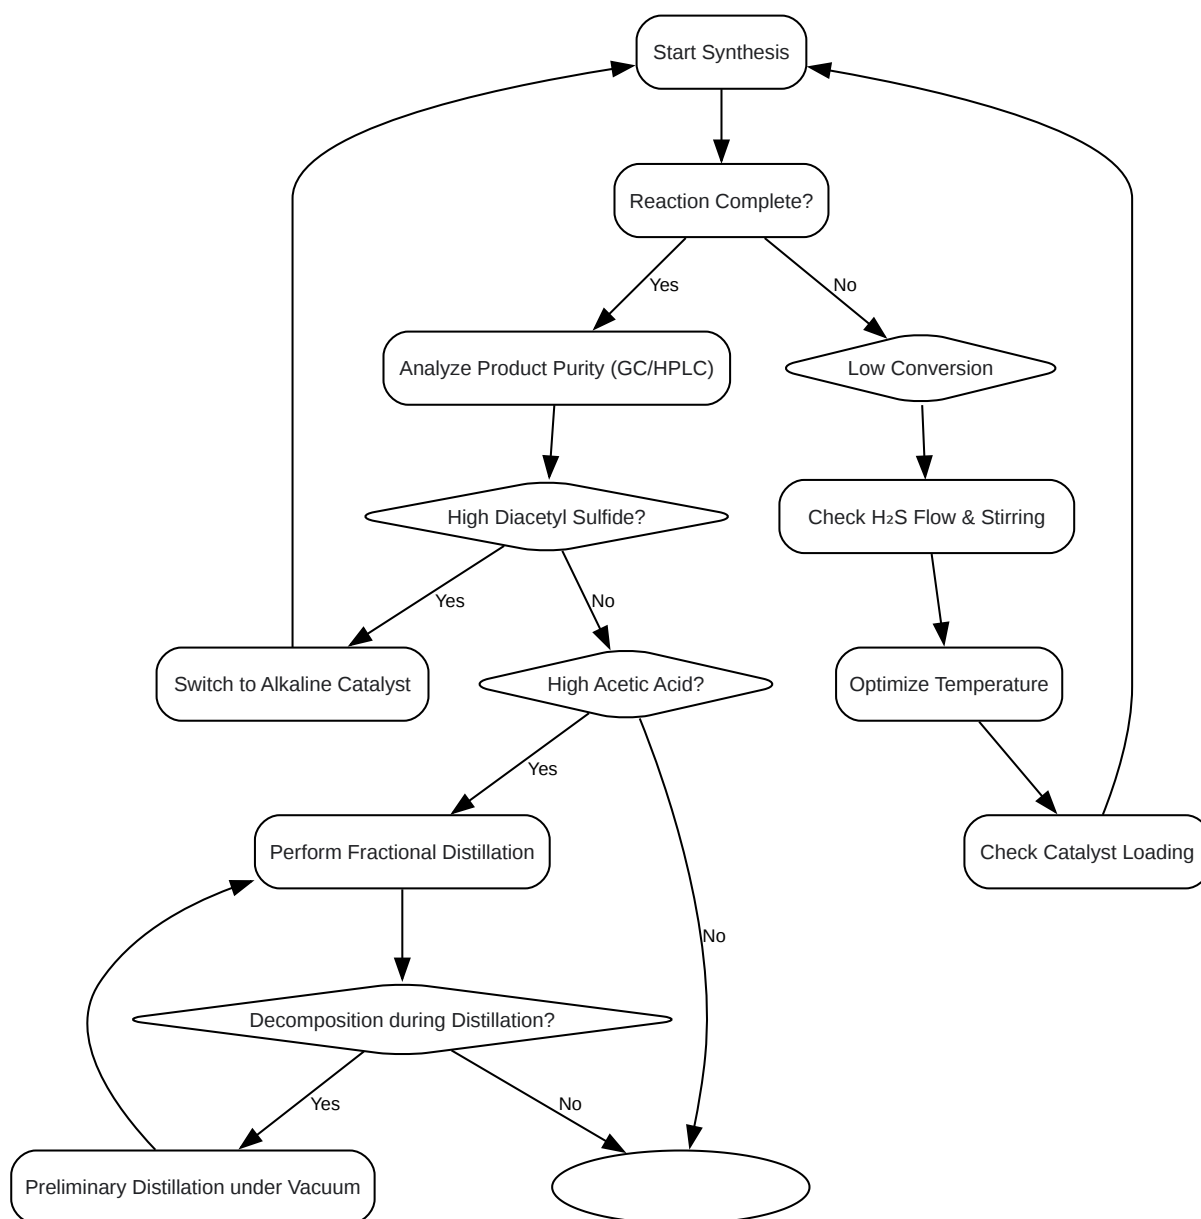 Start Synthesis
Reaction Complete?
Yes
No
Analyze Product Purity (GC/HPLC)
Low Conversion
High Diacetyl Sulfide?
Check H₂S Flow & Stirring
Yes
No
Switch to Alkaline Catalyst
High Acetic Acid?
Optimize Temperature
Yes
Perform Fractional Distillation
Check Catalyst Loading
No
Decomposition during Distillation?
Yes
No
Preliminary Distillation under Vacuum